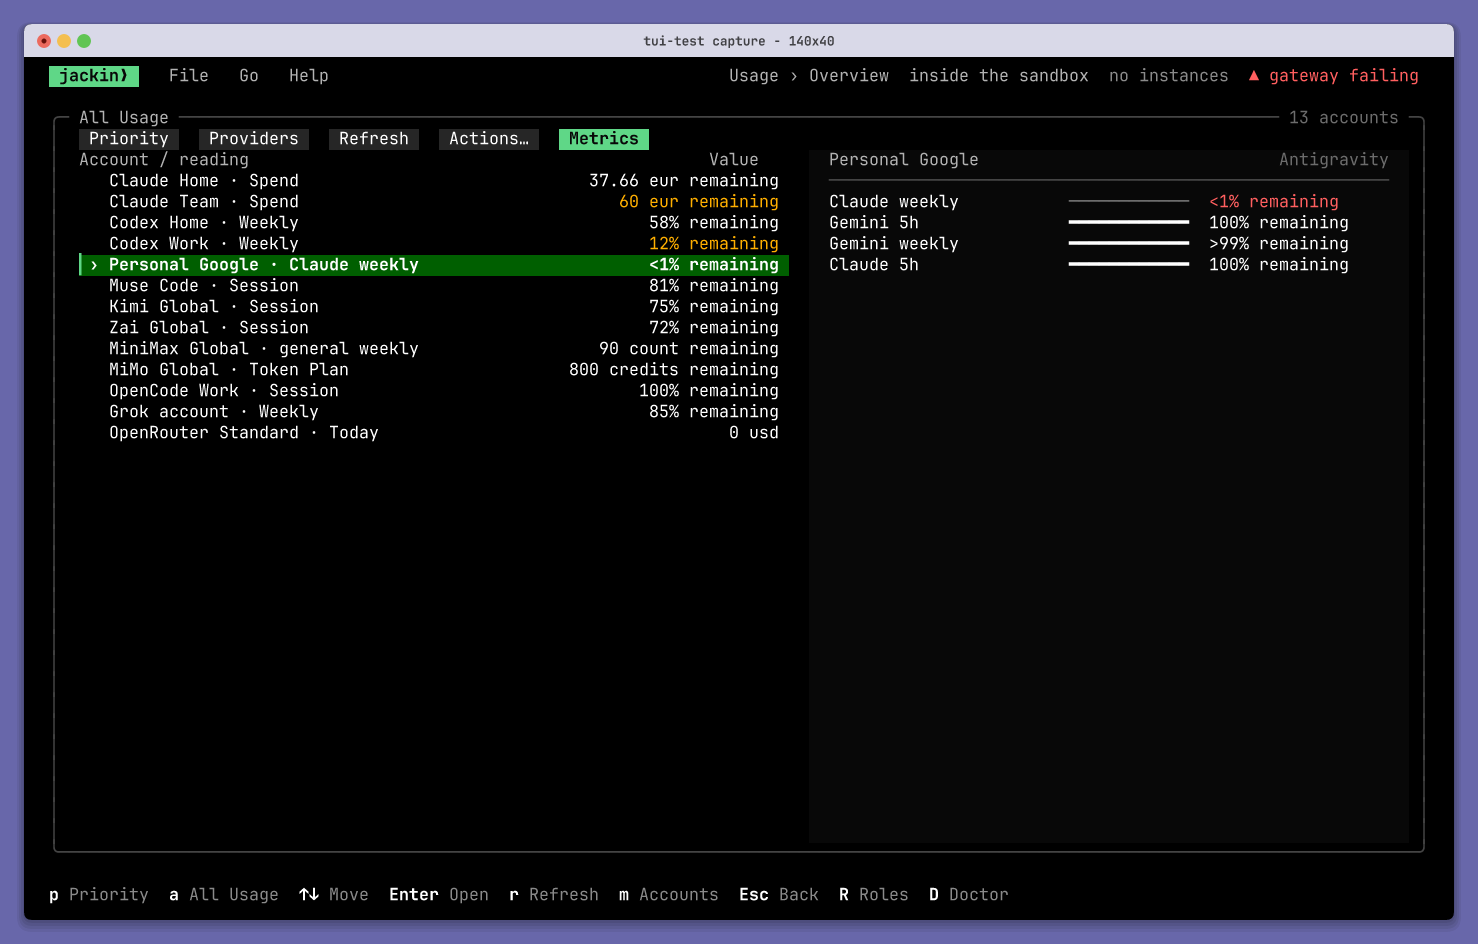 tui-test capture - 140x40
jackin❯ File Go Help Usage › Overview inside the sandbox no instances ▲ gateway failing
All Usage 13 accounts
Priority Providers Refresh Actions… Metrics
Account / reading Value
Claude Home · Spend 37.66 eur remaining
Claude Team · Spend 60 eur remaining
Codex Home · Weekly 58% remaining
Codex Work · Weekly 12% remaining
› Personal Google · Claude weekly <1% remaining
Muse Code · Session 81% remaining
Kimi Global · Session 75% remaining
Zai Global · Session 72% remaining
MiniMax Global · general weekly 90 count remaining
MiMo Global · Token Plan 800 credits remaining
OpenCode Work · Session 100% remaining
Grok account · Weekly 85% remaining
OpenRouter Standard · Today 0 usd
Personal Google Antigravity
Claude weekly <1% remaining
Gemini 5h 100% remaining
Gemini weekly >99% remaining
Claude 5h 100% remaining
p Priority a All Usage ↑↓ Move Enter Open r Refresh m Accounts Esc Back R Roles D Doctor